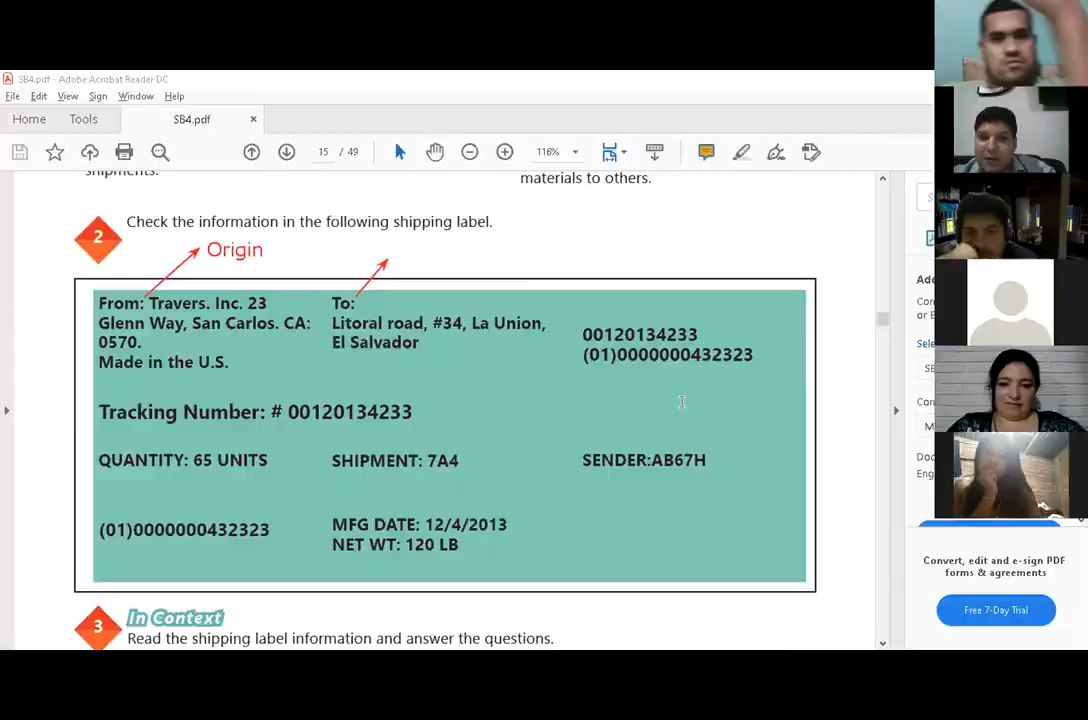 SB4.pdf - Adobe Acrobat Reader DC
File Edit View Sign Window Help
Home Tools SB4.pdf ×
15 / 49 116%
shipments.
materials to others.
2
Check the information in the following shipping label.
Origin
From: Travers. Inc. 23
Glenn Way, San Carlos. CA:
0570.
Made in the U.S.
To:
Litoral road, #34, La Union,
El Salvador
00120134233
(01)0000000432323
Tracking Number: # 00120134233
QUANTITY: 65 UNITS
SHIPMENT: 7A4
SENDER:AB67H
(01)0000000432323
MFG DATE: 12/4/2013
NET WT: 120 LB
3
In Context
Read the shipping label information and answer the questions.
Convert, edit and e-sign PDF
forms & agreements
Free 7-Day Trial